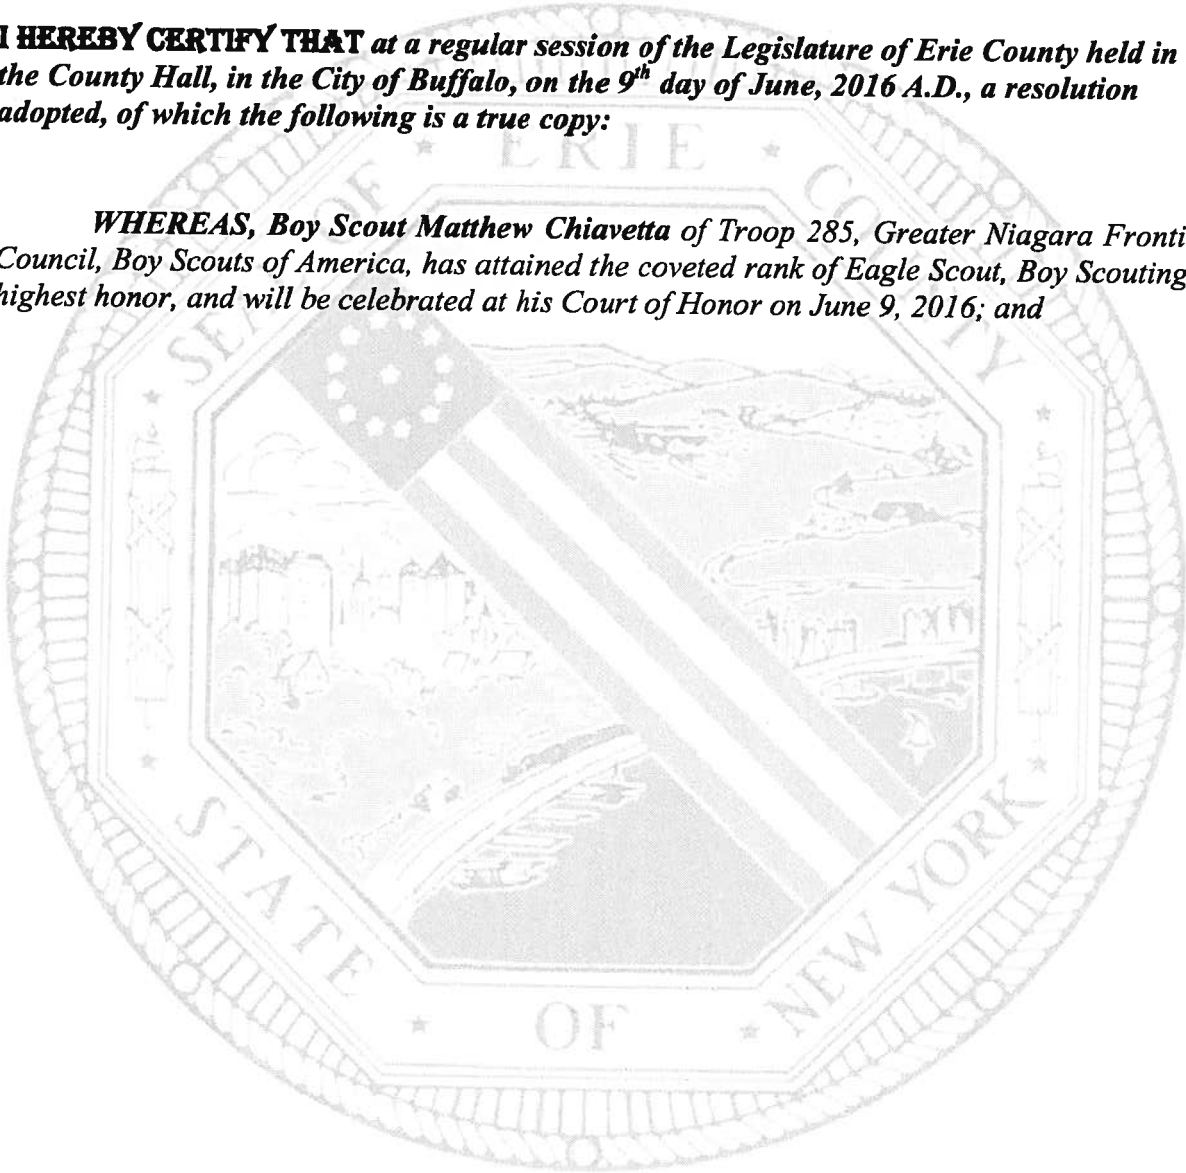 I HEREBY CERTIFY THAT at a regular session of the Legislature of Erie County held in
the County Hall, in the City of Buffalo, on the 9th day of June, 2016 A.D., a resolution
adopted, of which the following is a true copy:
WHEREAS, Boy Scout Matthew Chiavetta of Troop 285, Greater Niagara Fronti
Council, Boy Scouts of America, has attained the coveted rank of Eagle Scout, Boy Scouting
highest honor, and will be celebrated at his Court of Honor on June 9, 2016; and
SEAL OF ERIE COUNTY
STATE OF NEW YORK